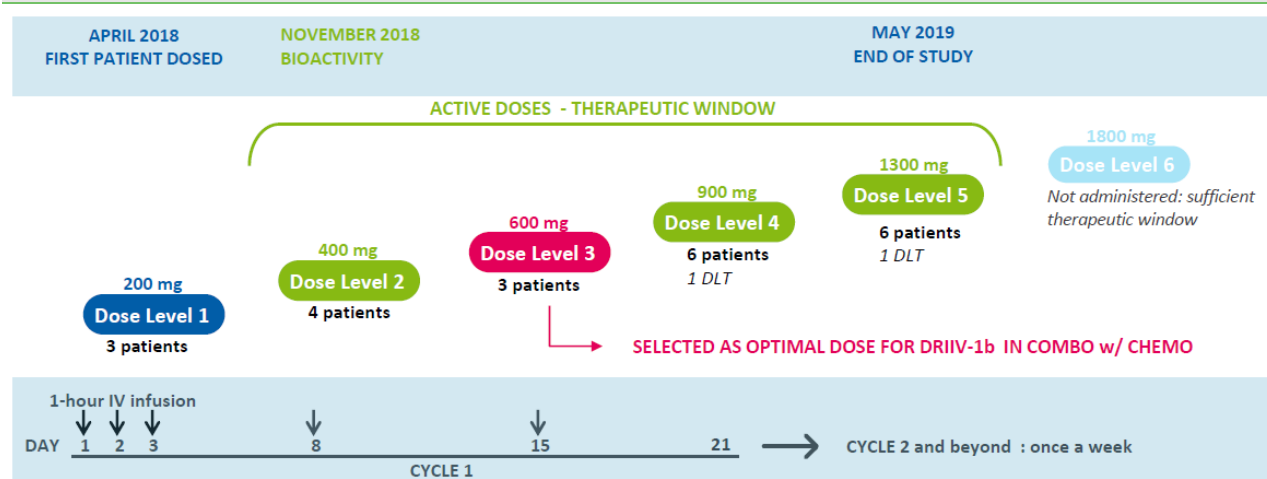 APRIL 2018
FIRST PATIENT DOSED
NOVEMBER 2018
BIOACTIVITY
MAY 2019
END OF STUDY
ACTIVE DOSES - THERAPEUTIC WINDOW
200 mg
Dose Level 1
3 patients
400 mg
Dose Level 2
4 patients
600 mg
Dose Level 3
3 patients
900 mg
Dose Level 4
6 patients
1 DLT
1300 mg
Dose Level 5
6 patients
1 DLT
1800 mg
Dose Level 6
Not administered: sufficient
therapeutic window
SELECTED AS OPTIMAL DOSE FOR DRIIV-1b IN COMBO w/ CHEMO
1-hour IV infusion
DAY 1 2 3 8 15 21
CYCLE 1
CYCLE 2 and beyond : once a week